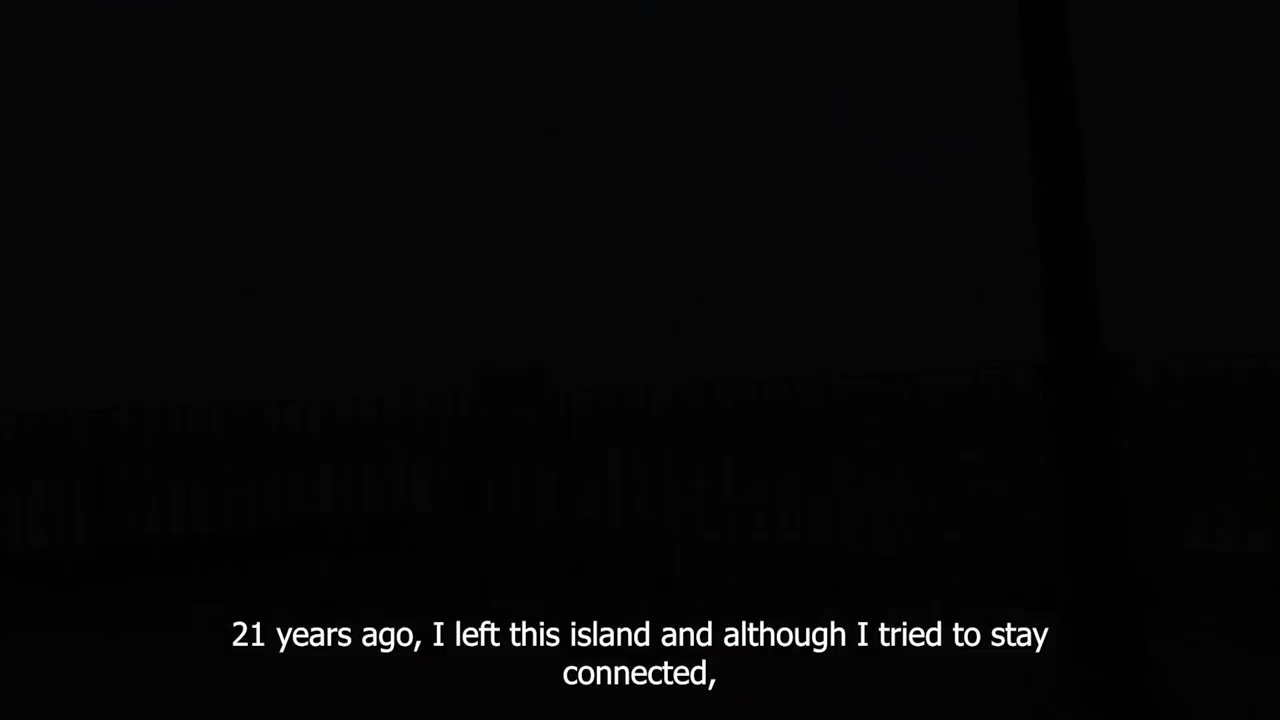 21 years ago, I left this island and although I tried to stay
connected,